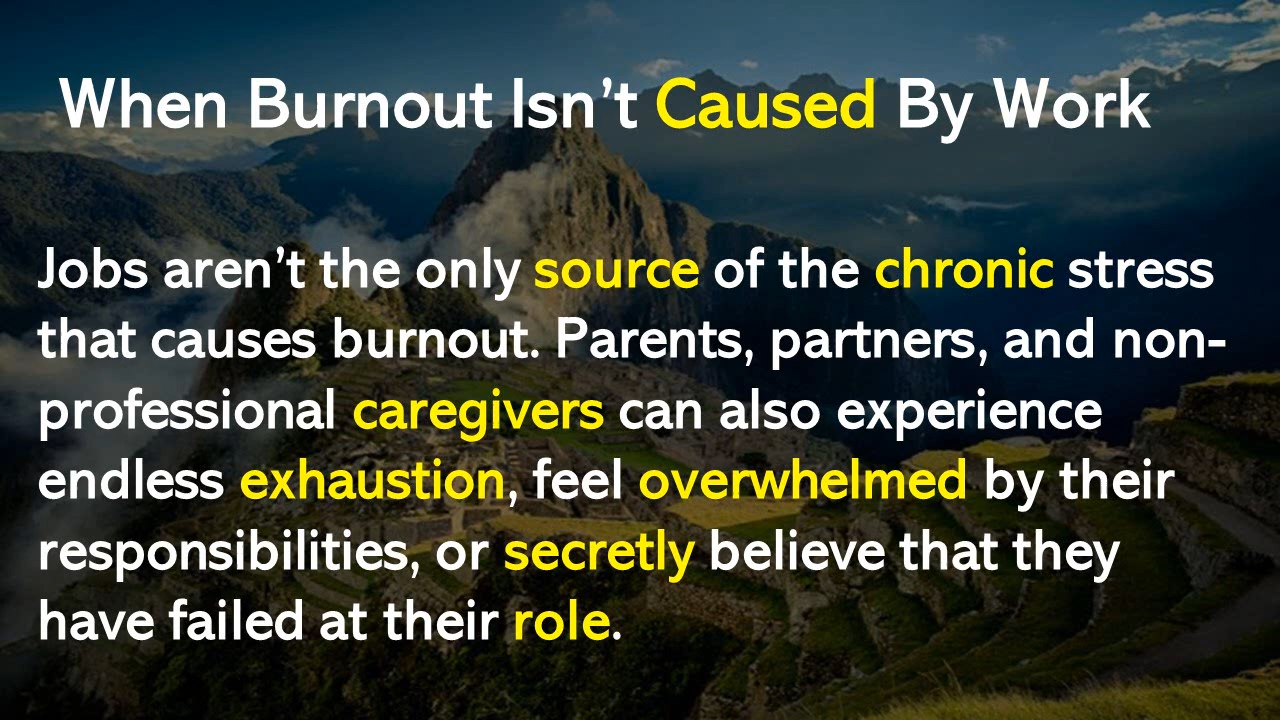 When Burnout Isn’t Caused By Work
Jobs aren’t the only source of the chronic stress
that causes burnout. Parents, partners, and non-
professional caregivers can also experience
endless exhaustion, feel overwhelmed by their
responsibilities, or secretly believe that they
have failed at their role.